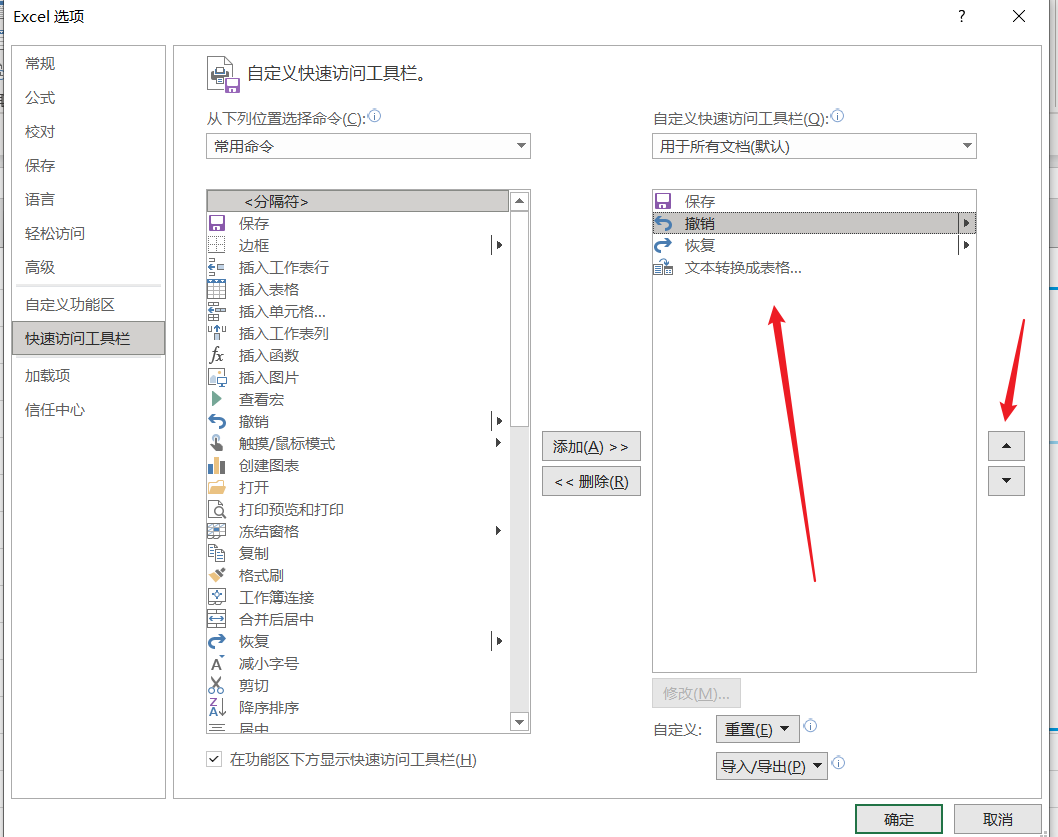 Excel 选项
?
常规
公式
校对
保存
语言
轻松访问
高级
自定义功能区
快速访问工具栏
加载项
信任中心
自定义快速访问工具栏。
从下列位置选择命令(C):
常用命令
<分隔符>
保存
边框
插入工作表行
插入表格
插入单元格...
插入工作表列
插入函数
插入图片
查看宏
撤销
触摸/鼠标模式
创建图表
打开
打印预览和打印
冻结窗格
复制
格式刷
工作簿连接
合并后居中
恢复
减小字号
剪切
降序排序
居中
在功能区下方显示快速访问工具栏(H)
添加(A) >>
<< 删除(R)
自定义快速访问工具栏(Q):
用于所有文档(默认)
保存
撤销
恢复
文本转换成表格...
修改(M)...
自定义:
重置(E)
导入/导出(P)
确定
取消